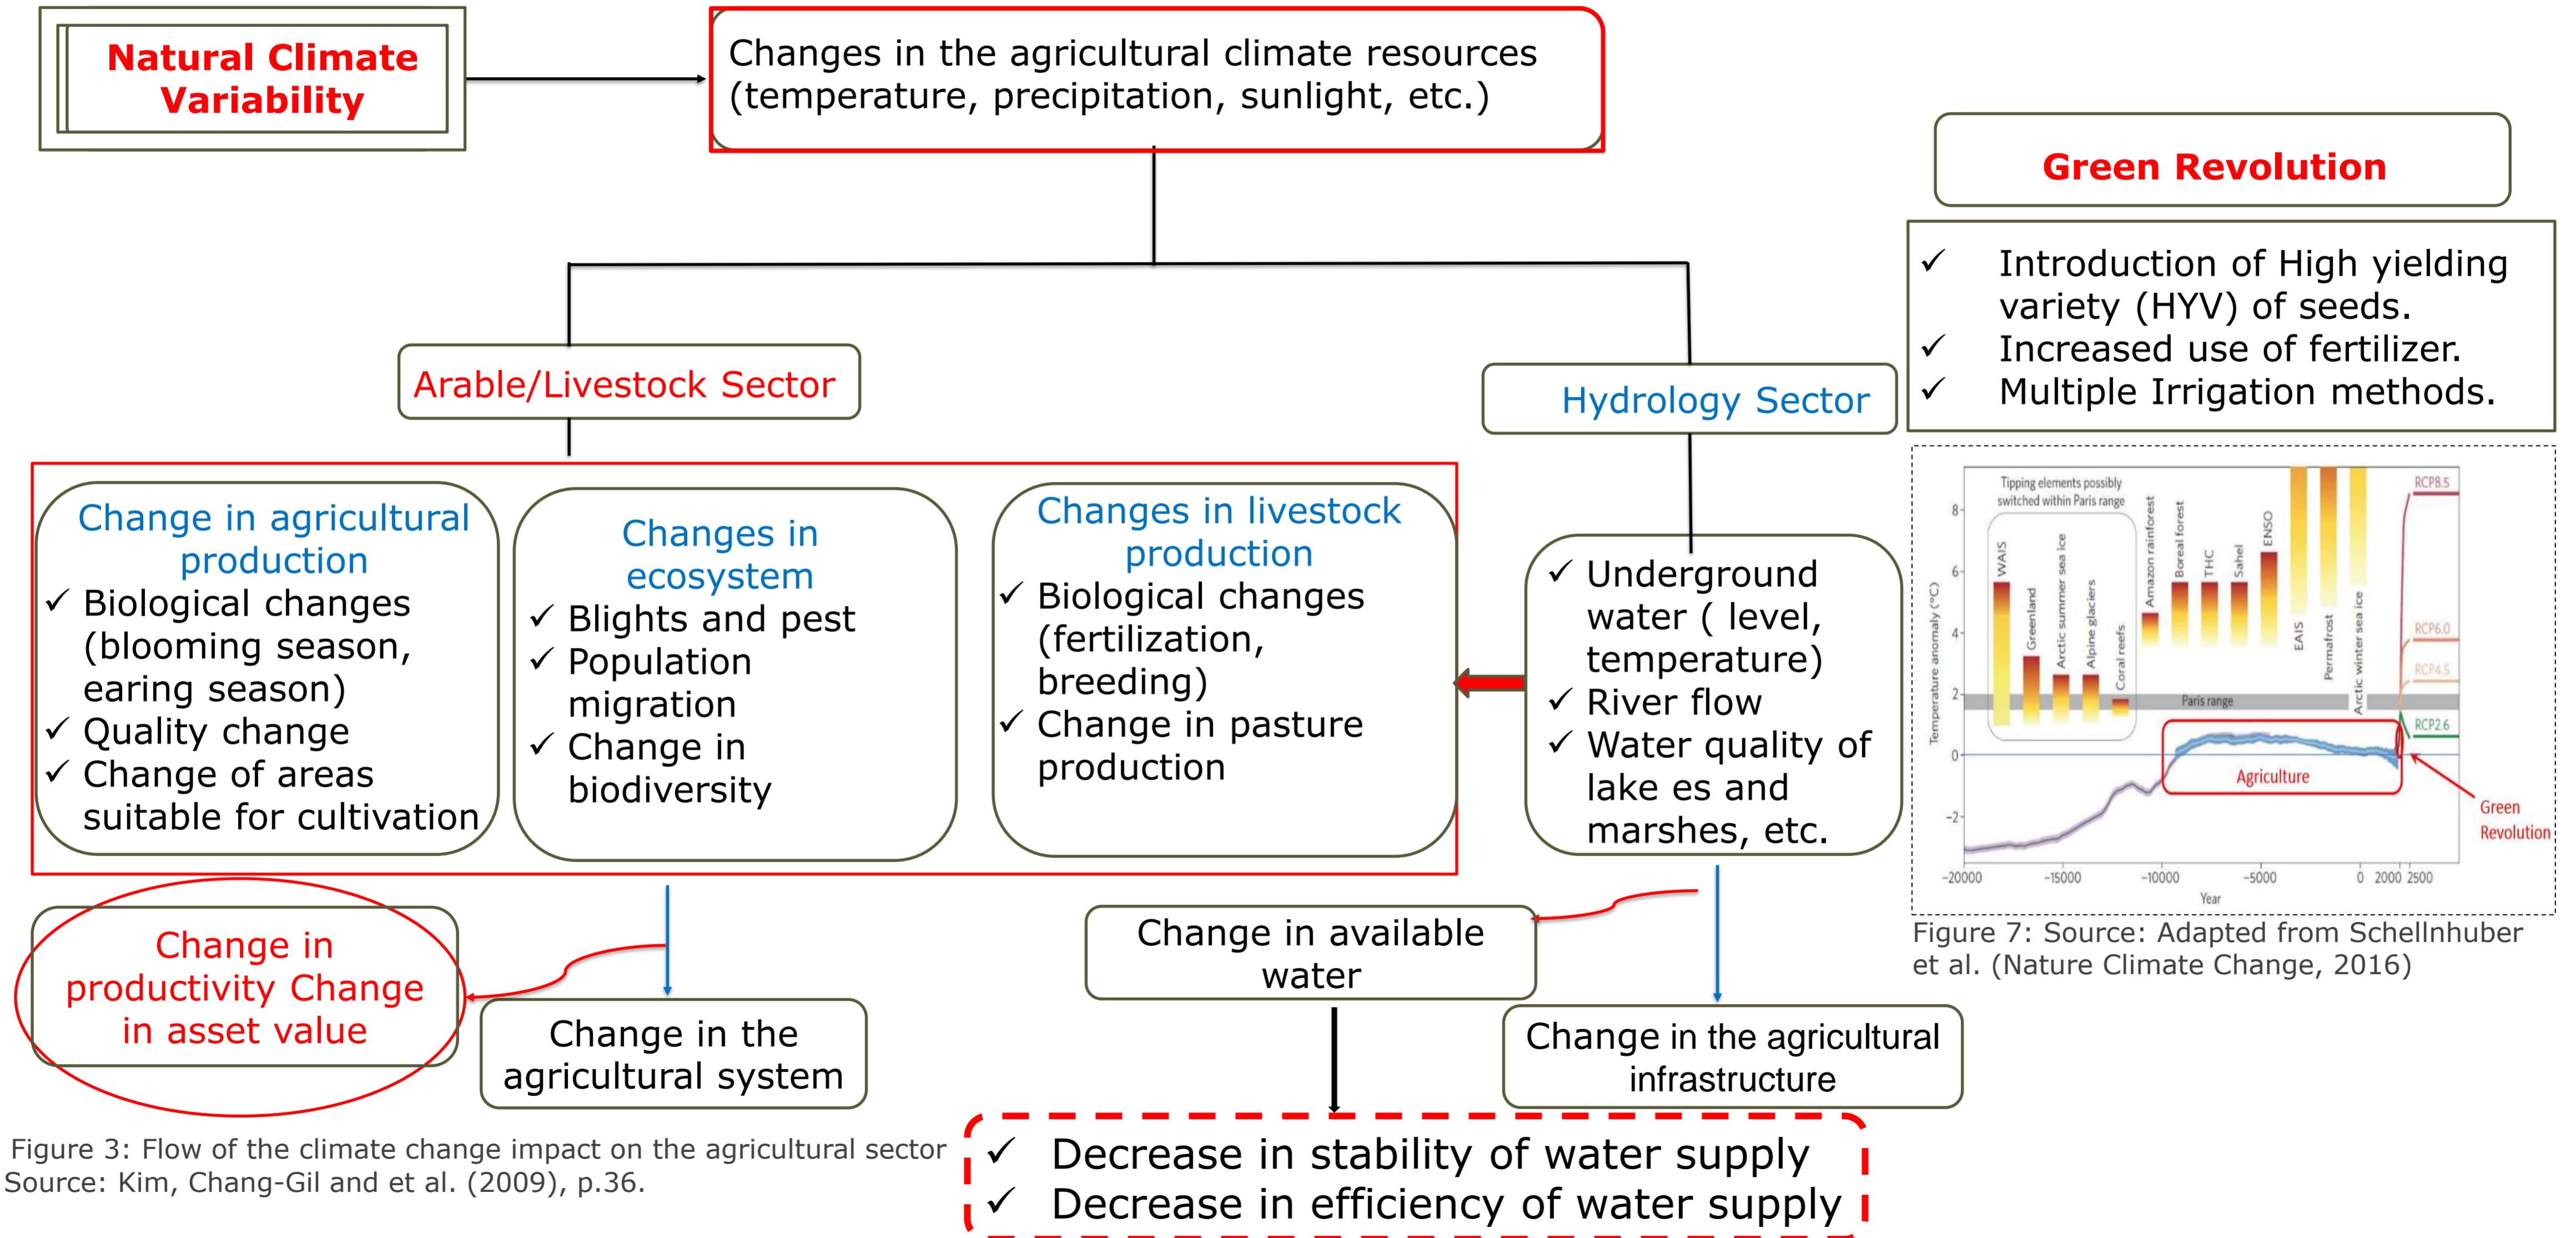 Natural Climate
Variability
Changes in the agricultural climate resources
(temperature, precipitation, sunlight, etc.)
Green Revolution
✓ Introduction of High yielding
variety (HYV) of seeds.
✓ Increased use of fertilizer.
✓ Multiple Irrigation methods.
Arable/Livestock Sector
Hydrology Sector
Change in agricultural
production
✓ Biological changes
(blooming season,
earing season)
✓ Quality change
✓ Change of areas
suitable for cultivation
Changes in
ecosystem
✓ Blights and pest
✓ Population
migration
✓ Change in
biodiversity
Changes in livestock
production
✓ Biological changes
(fertilization,
breeding)
✓ Change in pasture
production
✓ Underground
water ( level,
temperature)
✓ River flow
✓ Water quality of
lake es and
marshes, etc.
Tipping elements possibly
switched within Paris range
WAIS
Greenland
Arctic summer sea ice
Alpine glaciers
Coral reefs
Amazon rainforest
Boreal forest
THC
Sahel
ENSO
EAIS
Permafrost
Arctic winter sea ice
RCP8.5
RCP6.0
RCP4.5
RCP2.6
Paris range
Temperature anomaly (°C)
8
6
4
2
0
−2
Agriculture
Green
Revolution
−20000 −15000 −10000 −5000 0 2000 2500
Year
Figure 7: Source: Adapted from Schellnhuber
et al. (Nature Climate Change, 2016)
Change in
productivity Change
in asset value
Change in the
agricultural system
Change in available
water
Change in the agricultural
infrastructure
✓ Decrease in stability of water supply
✓ Decrease in efficiency of water supply
Figure 3: Flow of the climate change impact on the agricultural sector
Source: Kim, Chang-Gil and et al. (2009), p.36.